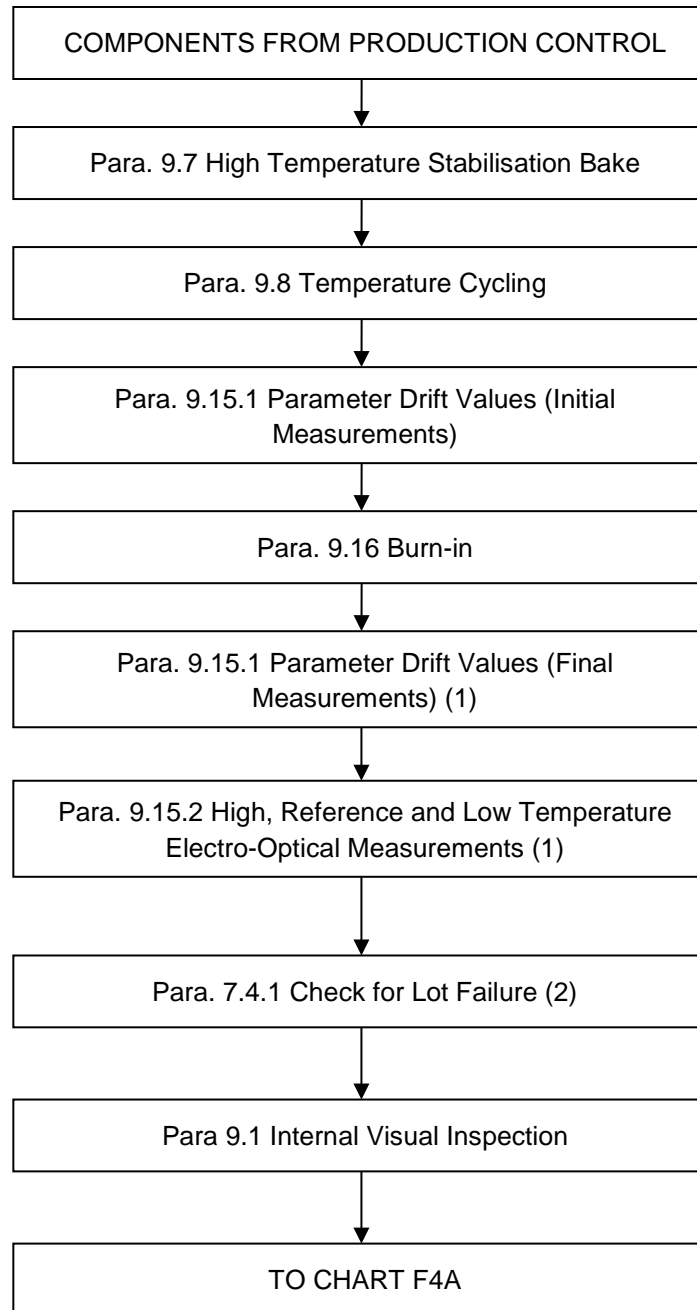 COMPONENTS FROM PRODUCTION CONTROL
Para. 9.7 High Temperature Stabilisation Bake
Para. 9.8 Temperature Cycling
Para. 9.15.1 Parameter Drift Values (Initial
Measurements)
Para. 9.16 Burn-in
Para. 9.15.1 Parameter Drift Values (Final
Measurements) (1)
Para. 9.15.2 High, Reference and Low Temperature
Electro-Optical Measurements (1)
Para. 7.4.1 Check for Lot Failure (2)
Para 9.1 Internal Visual Inspection
TO CHART F4A